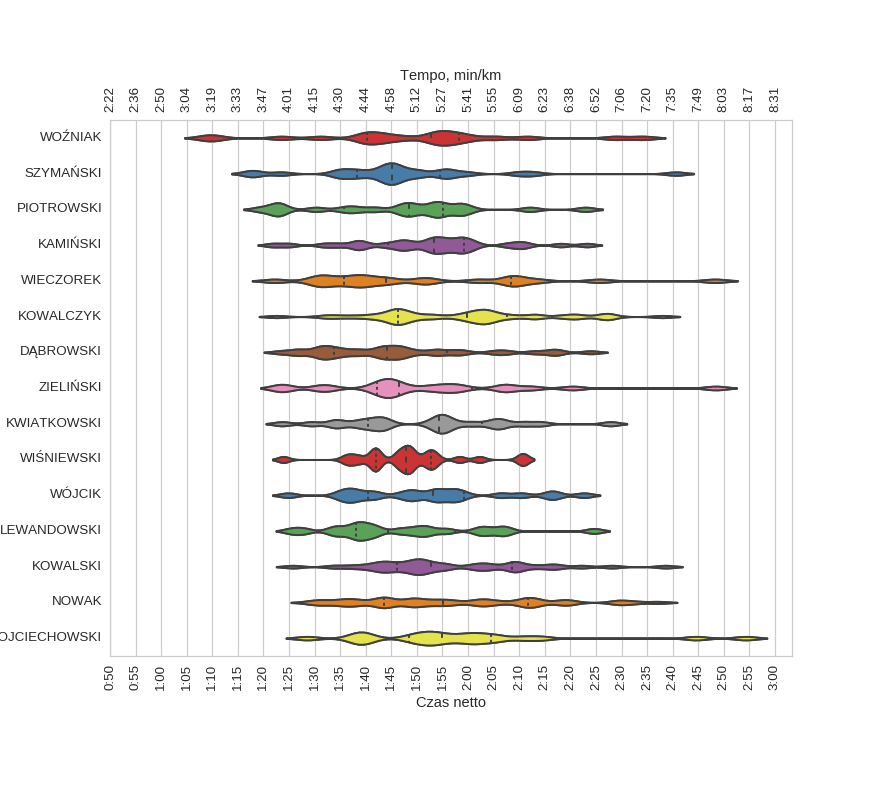 Tempo, min/km
2:22 2:36 2:50 3:04 3:19 3:33 3:47 4:01 4:15 4:30 4:44 4:58 5:12 5:27 5:41 5:55 6:09 6:23 6:38 6:52 7:06 7:20 7:35 7:49 8:03 8:17 8:31
WOŹNIAK
SZYMAŃSKI
PIOTROWSKI
KAMIŃSKI
WIECZOREK
KOWALCZYK
DĄBROWSKI
ZIELIŃSKI
KWIATKOWSKI
WIŚNIEWSKI
WÓJCIK
LEWANDOWSKI
KOWALSKI
NOWAK
OJCIECHOWSKI
0:50 0:55 1:00 1:05 1:10 1:15 1:20 1:25 1:30 1:35 1:40 1:45 1:50 1:55 2:00 2:05 2:10 2:15 2:20 2:25 2:30 2:35 2:40 2:45 2:50 2:55 3:00
Czas netto